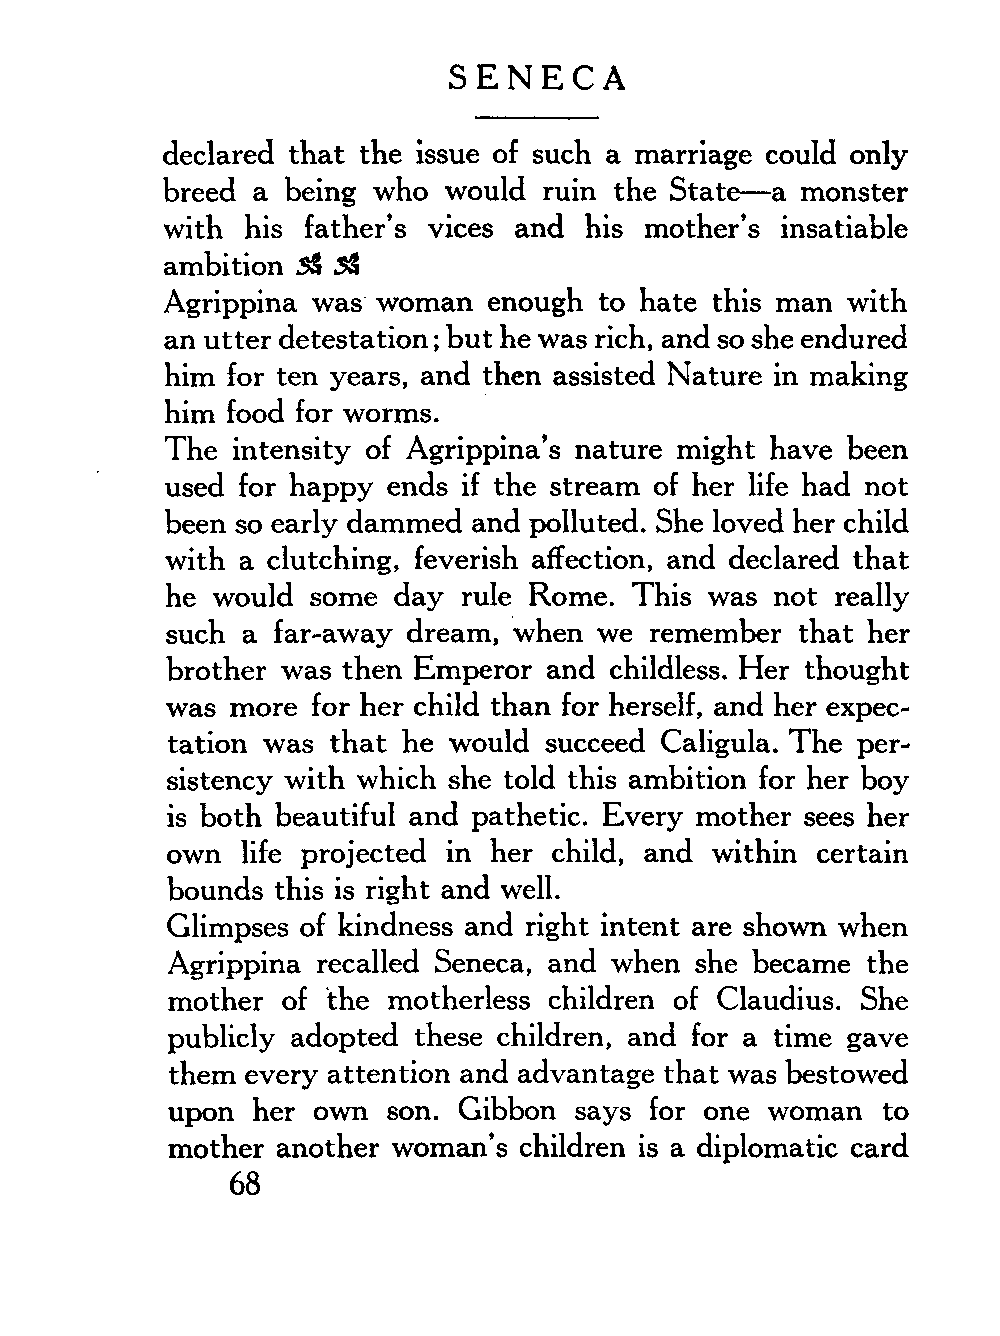 SENECA
declared that the issue of such a marriage could only
breed a being who would ruin the State—a monster
with his father's vices and his mother's insatiable
ambition
Agrippina was woman enough to hate this man with
an utter detestation; but he was rich, and so she endured
him for ten years, and then assisted Nature in making
him food for worms.
The intensity of Agrippina's nature might have been
used for happy ends if the stream of her life had not
been so early dammed and polluted. She loved her child
with a clutching, feverish affection, and declared that
he would some day rule Rome. This was not really
such a far-away dream, when we remember that her
brother was then Emperor and childless. Her thought
was more for her child than for herself, and her expec-
tation was that he would succeed Caligula. The per-
sistency with which she told this ambition for her boy
is both beautiful and pathetic. Every mother sees her
own life projected in her child, and within certain
bounds this is right and well.
Glimpses of kindness and right intent are shown when
Agrippina recalled Seneca, and when she became the
mother of the motherless children of Claudius. She
publicly adopted these children, and for a time gave
them every attention and advantage that was bestowed
upon her own son. Gibbon says for one woman to
mother another woman's children is a diplomatic card
68